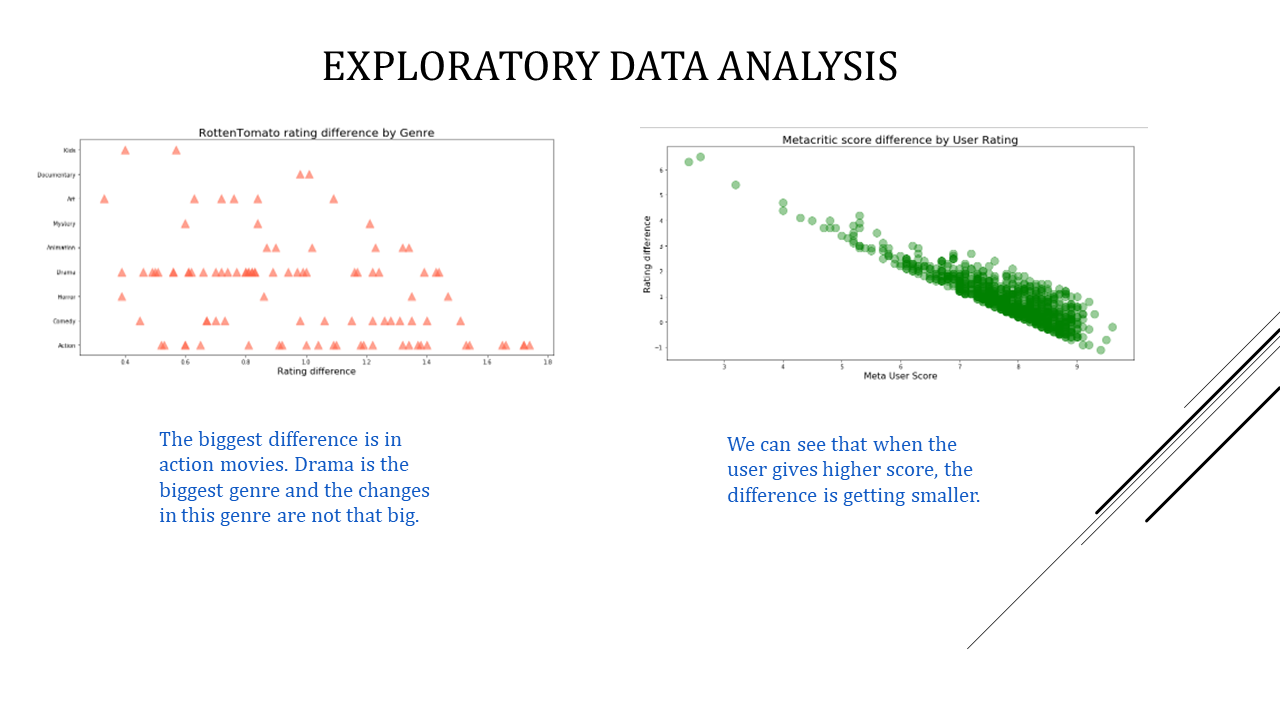 EXPLORATORY DATA ANALYSIS
RottenTomato rating difference by Genre
Kids
Documentary
Art
Mystery
Animation
Drama
Horror
Comedy
Action
0.4 0.6 0.8 1.0 1.2 1.4 1.6 1.8
Rating difference
Metacritic score difference by User Rating
Rating difference
6
5
4
3
2
1
0
−1
3 4 5 6 7 8 9
Meta User Score
The biggest difference is in
action movies. Drama is the
biggest genre and the changes
in this genre are not that big.
We can see that when the
user gives higher score, the
difference is getting smaller.